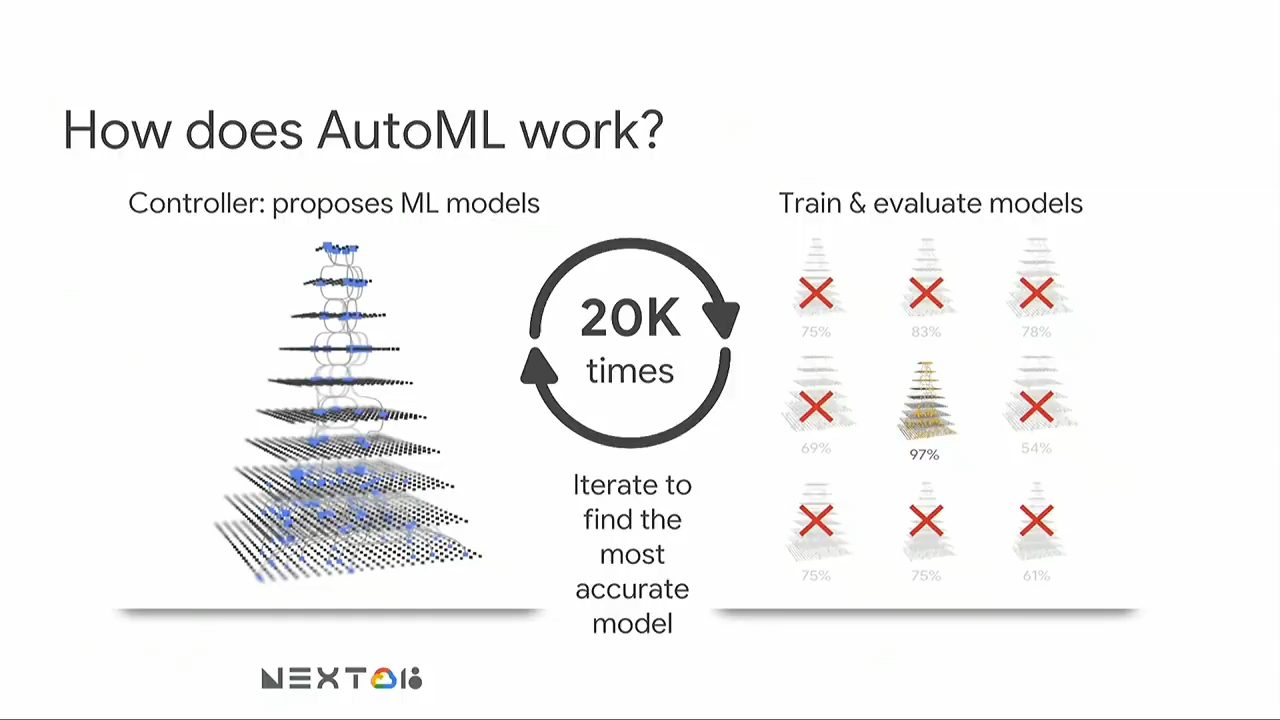 How does AutoML work?
Controller: proposes ML models
20K
times
Iterate to
find the
most
accurate
model
Train & evaluate models
75%
83%
78%
69%
97%
54%
75%
75%
61%
NEXT 18